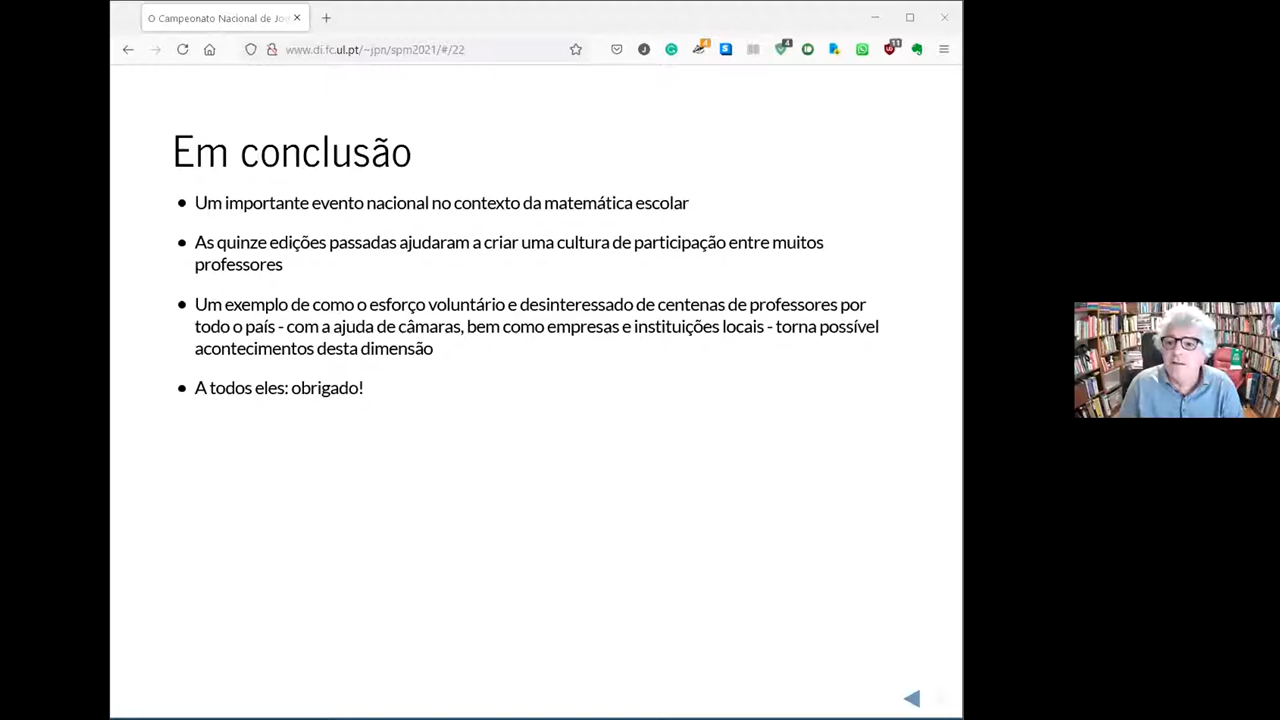 O Campeonato Nacional de Jo
www.di.fc.ul.pt/~jpn/spm2021/#/22
4
4
11
Em conclusão
Um importante evento nacional no contexto da matemática escolar
As quinze edições passadas ajudaram a criar uma cultura de participação entre muitos
professores
Um exemplo de como o esforço voluntário e desinteressado de centenas de professores por
todo o país - com a ajuda de câmaras, bem como empresas e instituições locais - torna possível
acontecimentos desta dimensão
A todos eles: obrigado!